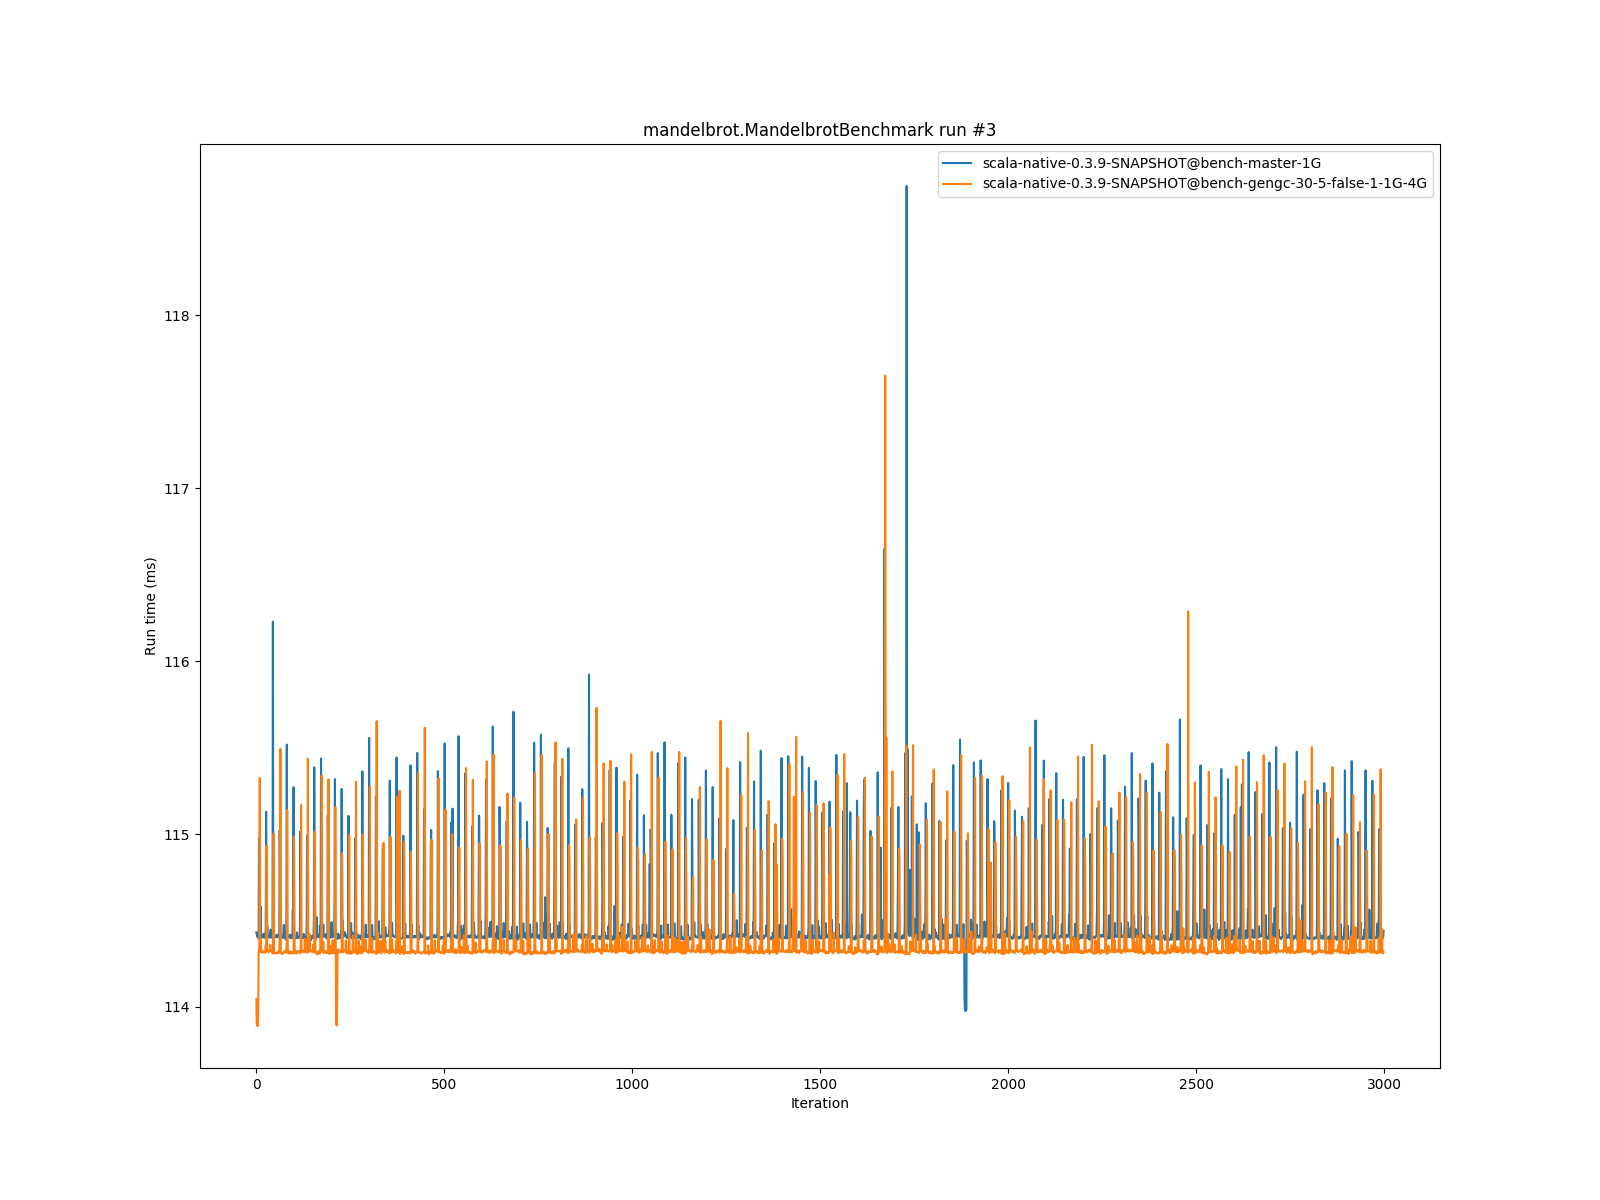 mandelbrot.MandelbrotBenchmark run #3
scala-native-0.3.9-SNAPSHOT@bench-master-1G
scala-native-0.3.9-SNAPSHOT@bench-gengc-30-5-false-1-1G-4G
118
117
116
115
114
Run time (ms)
0 500 1000 1500 2000 2500 3000
Iteration